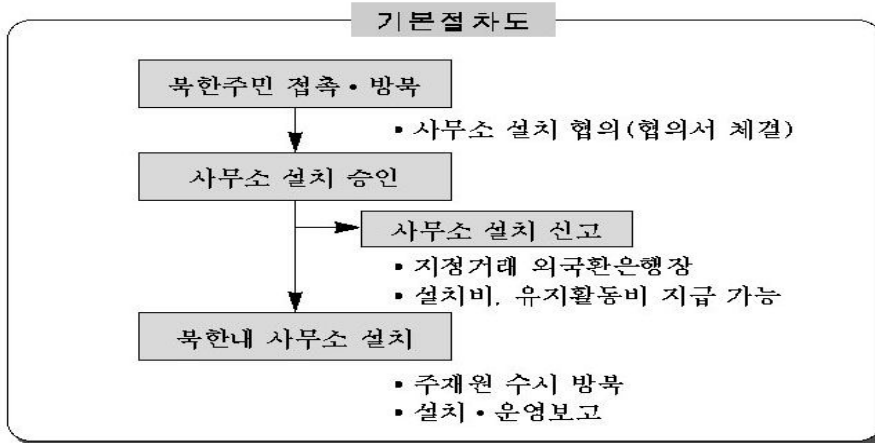 기본절차도
북한주민 접촉·방북
• 사무소 설치 협의(협의서 체결)
사무소 설치 승인
사무소 설치 신고
• 지정거래 외국환은행장
• 설치비, 유지활동비 지급 가능
북한내 사무소 설치
• 주재원 수시 방북
• 설치·운영보고